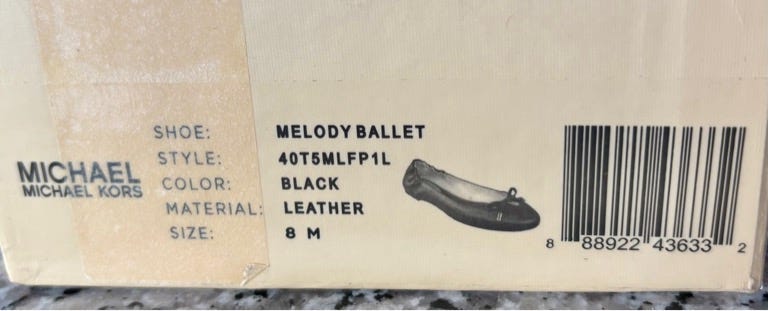 SHOE: MELODY BALLET
STYLE: 40T5MLFP1L
MICHAEL
MICHAEL KORS
COLOR: BLACK
MATERIAL: LEATHER
SIZE: 8 M
8 88922 43633 2